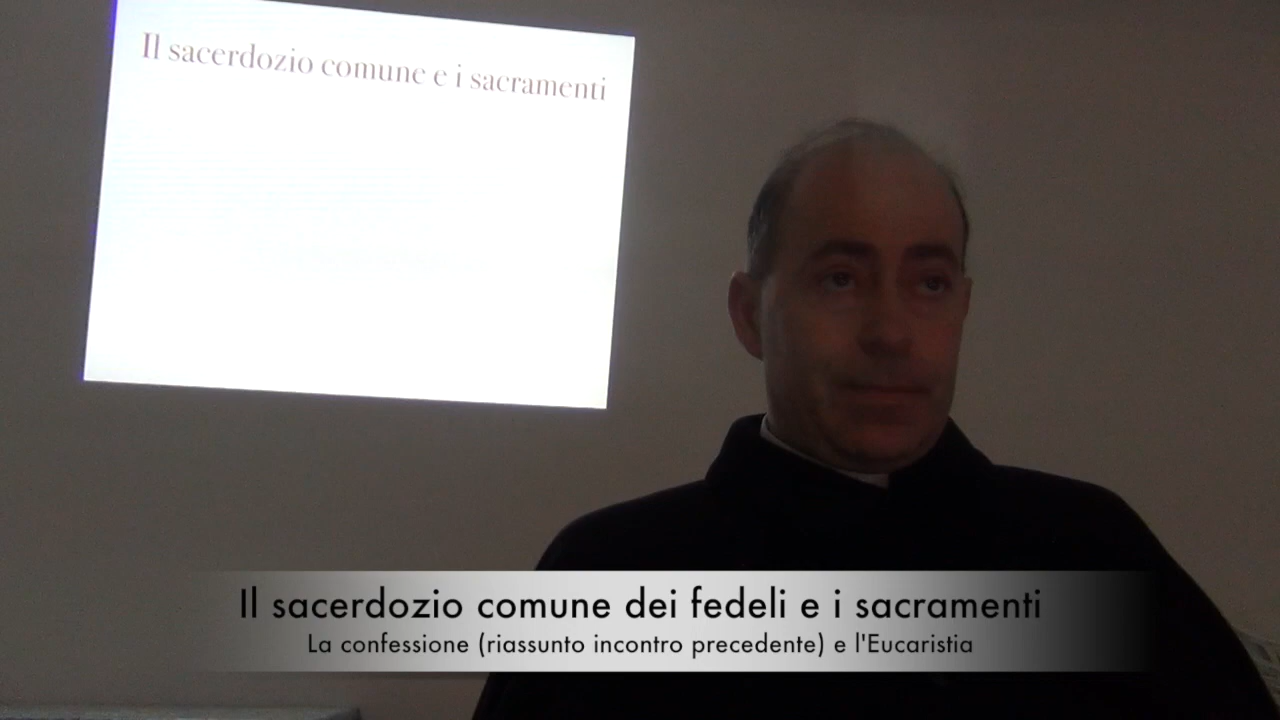 Il sacerdozio comune e i sacramenti
Il sacerdozio comune dei fedeli e i sacramenti
La confessione (riassunto incontro precedente) e l'Eucaristia